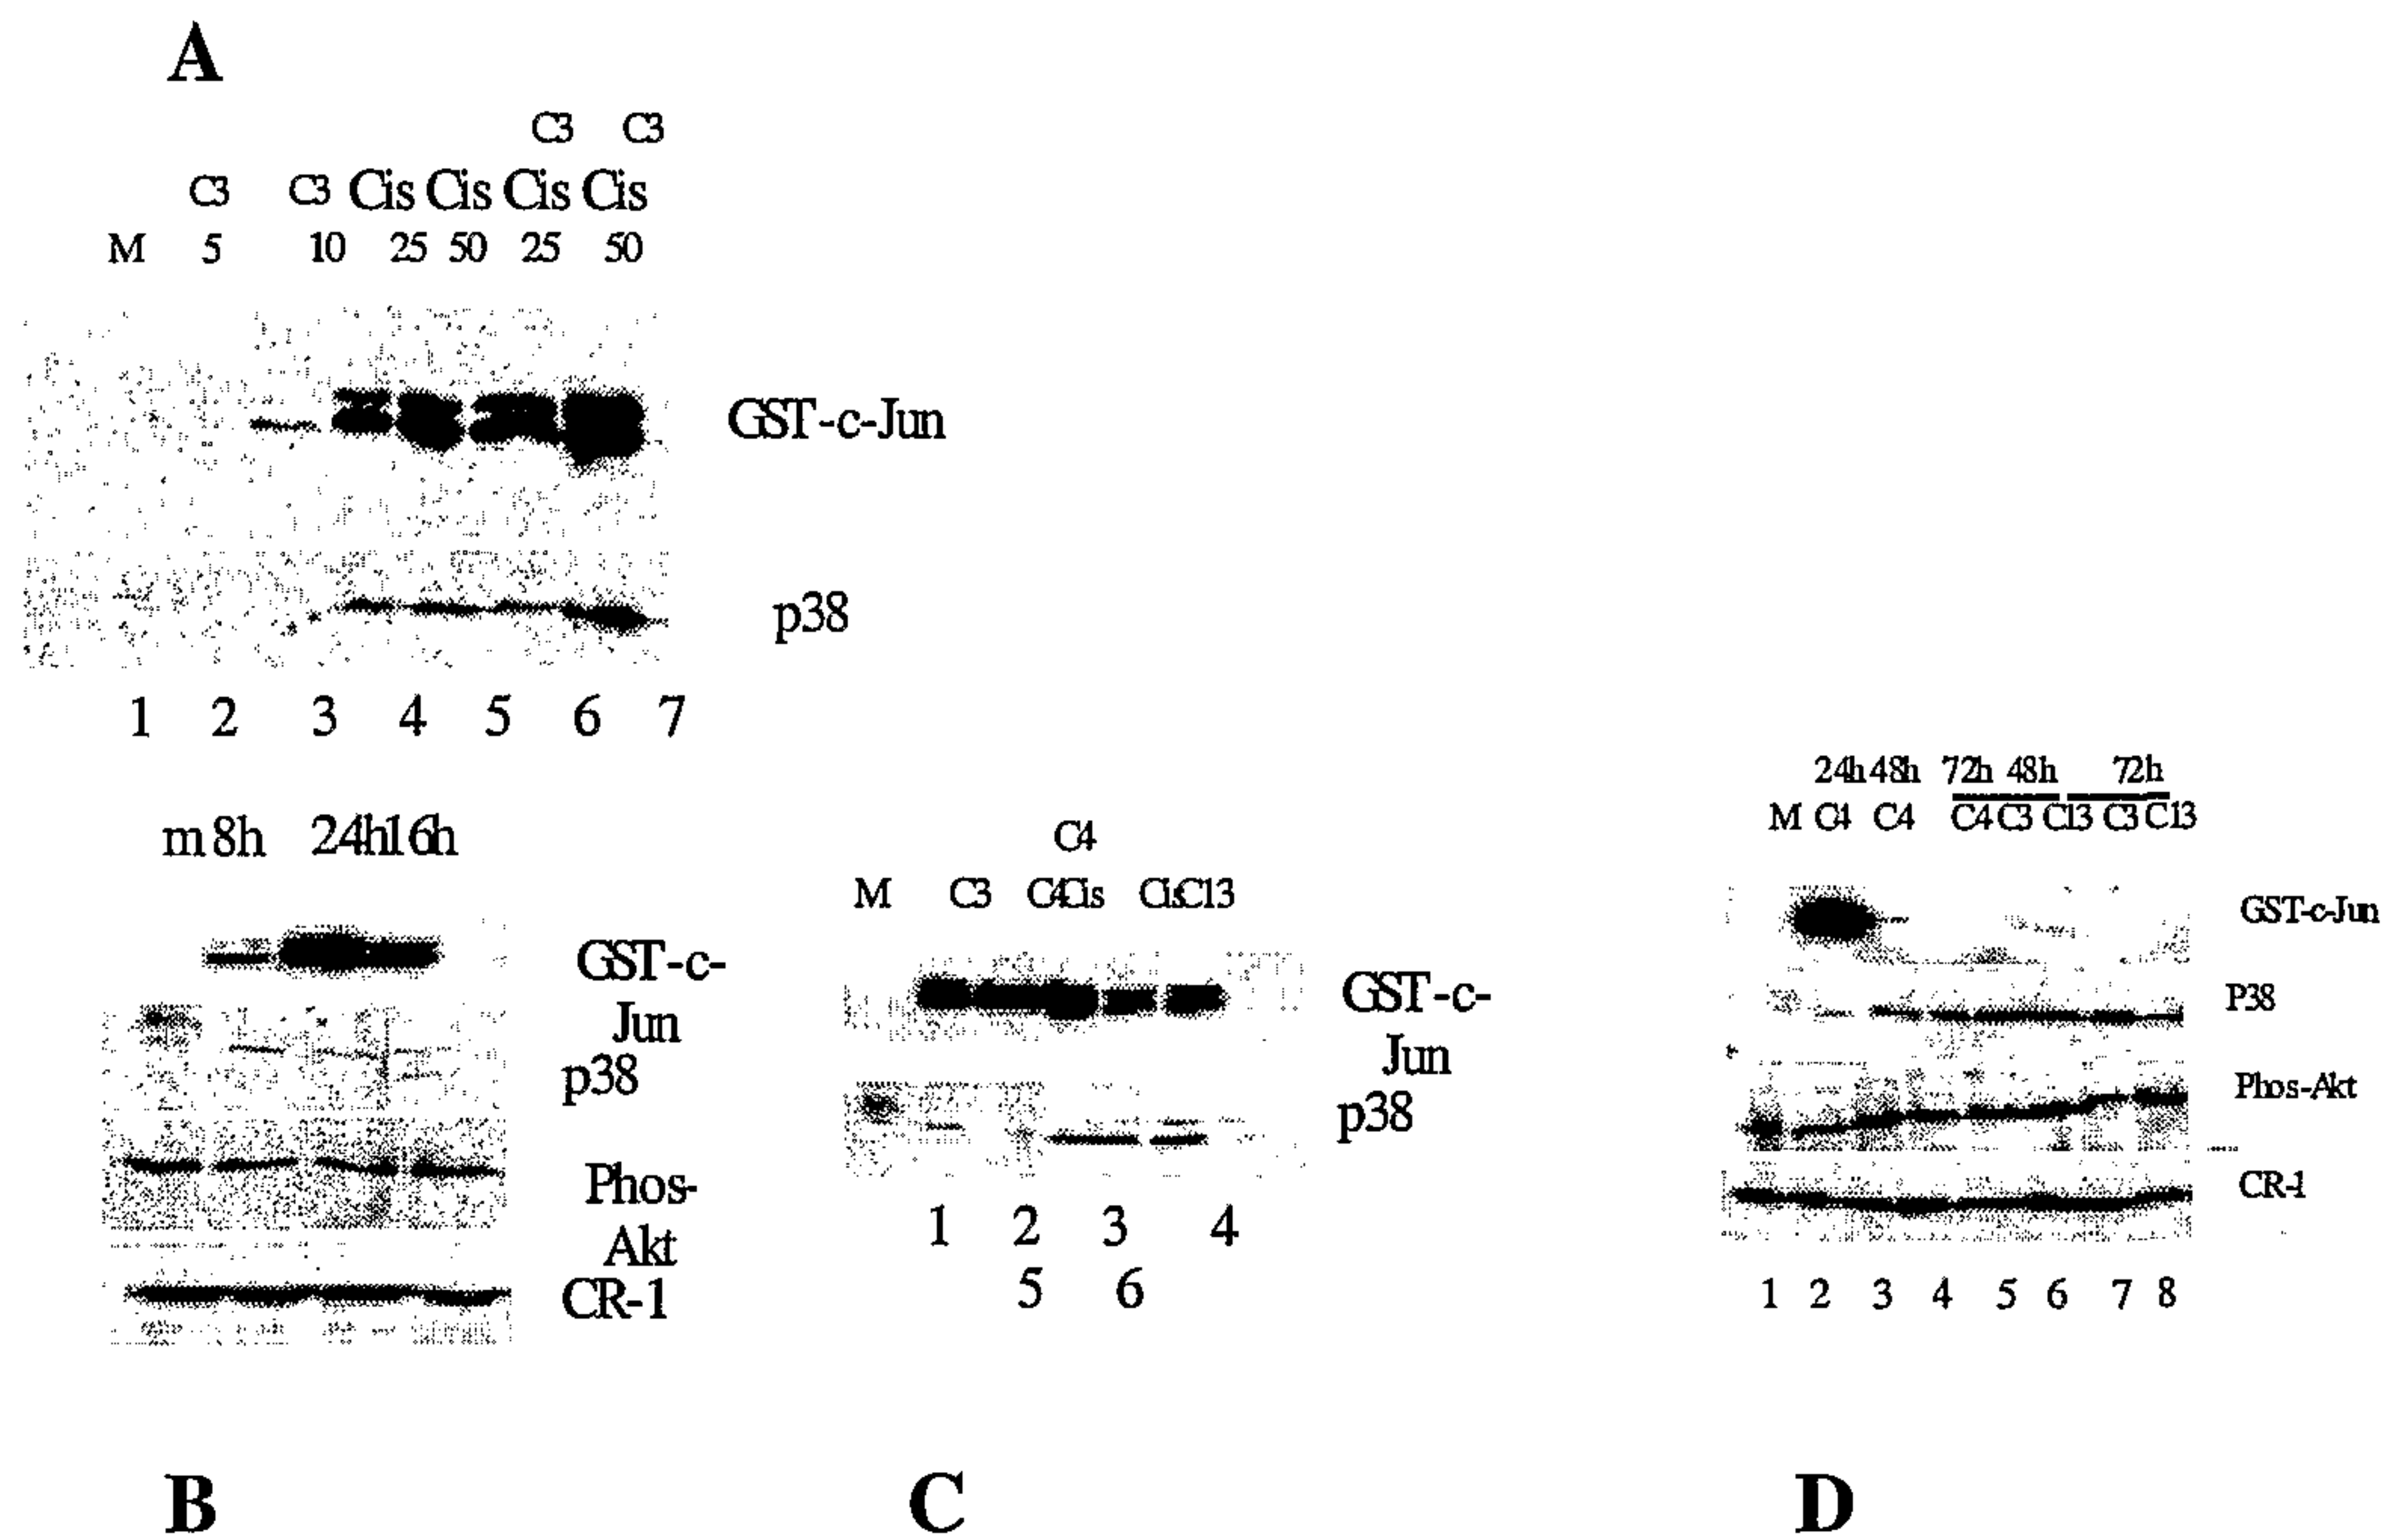 A
C3 C3
C3 C3 Cis Cis Cis Cis
M 5 10 25 50 25 50
GST-c-Jun
p38
1 2 3 4 5 6 7
m 8h 24h16h
GST-c-
Jun
p38
Phos-
Akt
CR-1
B
C4
M C3 C4Cis CisC13
GST-c-
Jun
p38
1 2 3 4
5 6
C
24h 48h 72h 48h 72h
M C4 C4 C4 C3 C13 C3 C13
GST-c-Jun
P38
Phos-Akt
CR-1
1 2 3 4 5 6 7 8
D